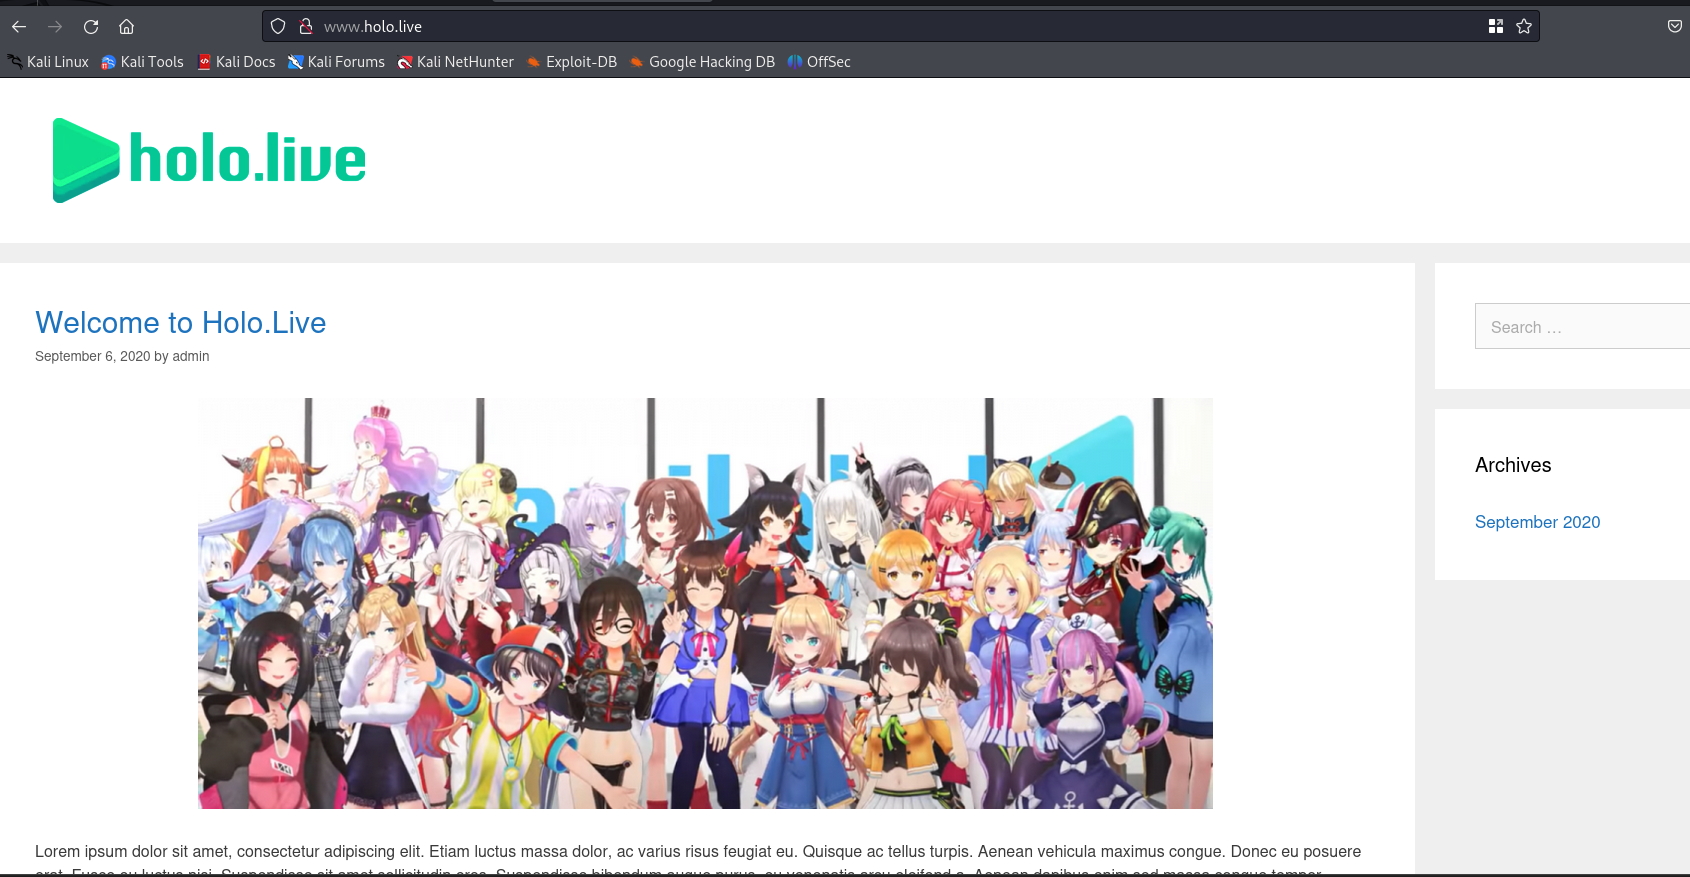 www.holo.live
Kali Linux Kali Tools Kali Docs Kali Forums Kali NetHunter Exploit-DB Google Hacking DB OffSec
holo.live
Welcome to Holo.Live
September 6, 2020 by admin
Lorem ipsum dolor sit amet, consectetur adipiscing elit. Etiam luctus massa dolor, ac varius risus feugiat eu. Quisque ac tellus turpis. Aenean vehicula maximus congue. Donec eu posuere
Search …
Archives
September 2020